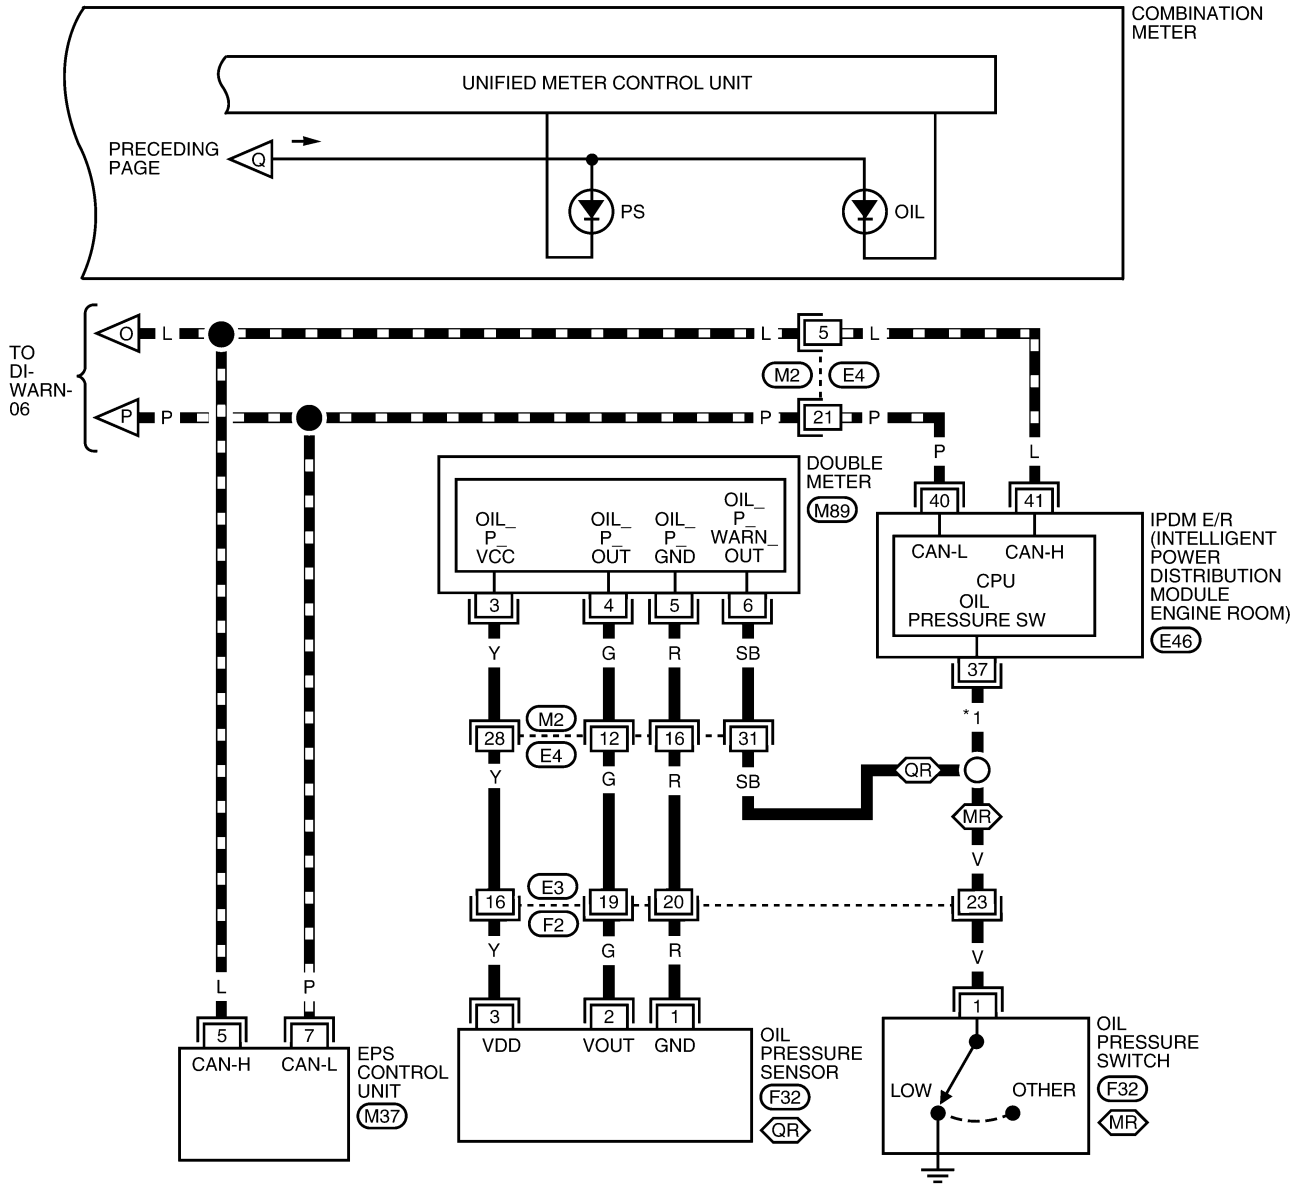 COMBINATION
METER
UNIFIED METER CONTROL UNIT
PRECEDING
PAGE
Q
PS
OIL
TO
DI-
WARN-
06
O
L
L
5
L
M2
E4
P
P
P
21
P
P
L
DOUBLE
METER
M89
OIL_
P_
VCC
OIL_
P_
OUT
OIL_
P_
GND
OIL_
P_
WARN_
OUT
3
4
5
6
40
41
CAN-L
CAN-H
CPU
OIL
PRESSURE SW
IPDM E/R
(INTELLIGENT
POWER
DISTRIBUTION
MODULE
ENGINE ROOM)
E46
37
*1
Y
G
R
SB
28
M2
E4
12
16
31
Y
G
R
SB
QR
MR
V
16
E3
F2
19
20
23
Y
G
R
V
L
P
5
7
CAN-H
CAN-L
EPS
CONTROL
UNIT
M37
3
2
1
VDD
VOUT
GND
OIL
PRESSURE
SENSOR
F32
QR
1
LOW
OTHER
OIL
PRESSURE
SWITCH
F32
MR